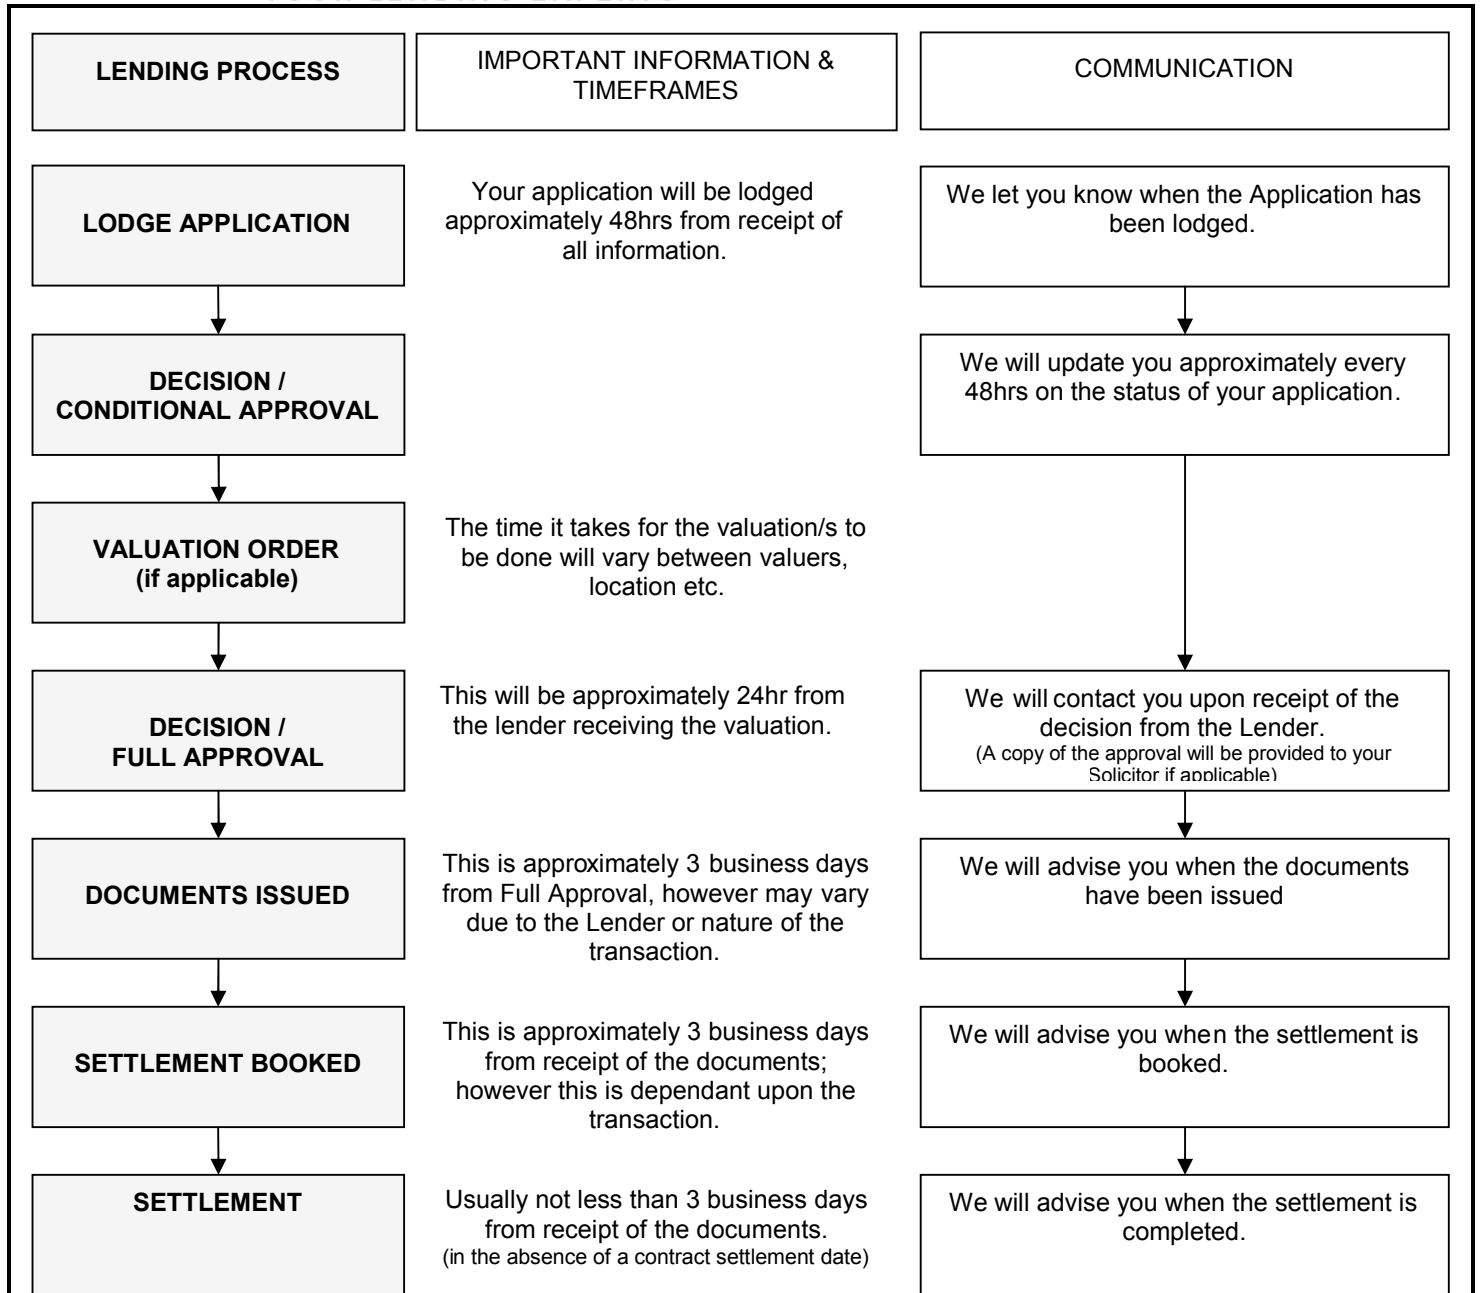 LENDING PROCESS
IMPORTANT INFORMATION &
TIMEFRAMES
COMMUNICATION
LODGE APPLICATION
Your application will be lodged
approximately 48hrs from receipt of
all information.
We let you know when the Application has
been lodged.
DECISION /
CONDITIONAL APPROVAL
We will update you approximately every
48hrs on the status of your application.
VALUATION ORDER
(if applicable)
The time it takes for the valuation/s to
be done will vary between valuers,
location etc.
DECISION /
FULL APPROVAL
This will be approximately 24hr from
the lender receiving the valuation.
We will contact you upon receipt of the
decision from the Lender.
(A copy of the approval will be provided to your
Solicitor if applicable)
DOCUMENTS ISSUED
This is approximately 3 business days
from Full Approval, however may vary
due to the Lender or nature of the
transaction.
We will advise you when the documents
have been issued
SETTLEMENT BOOKED
This is approximately 3 business days
from receipt of the documents;
however this is dependant upon the
transaction.
We will advise you when the settlement is
booked.
SETTLEMENT
Usually not less than 3 business days
from receipt of the documents.
(in the absence of a contract settlement date)
We will advise you when the settlement is
completed.